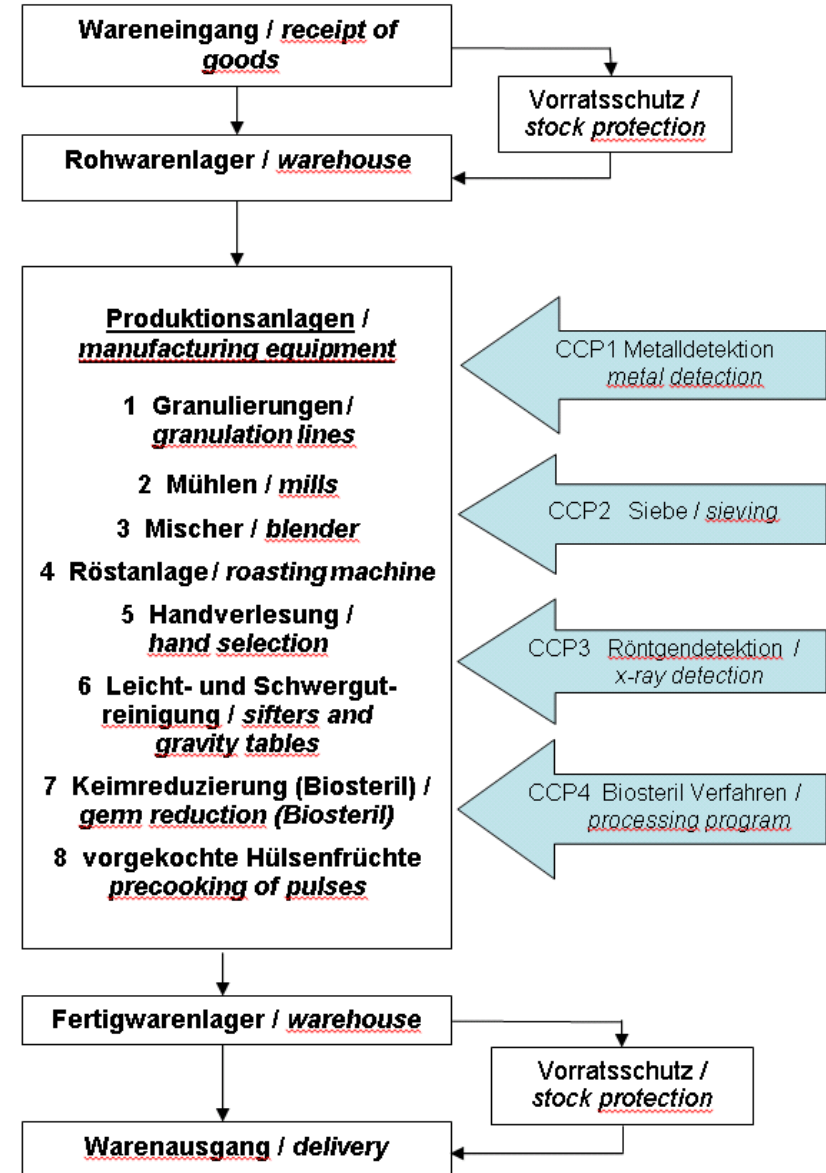 Wareneingang / receipt of
goods
Vorratsschutz /
stock protection
Rohwarenlager / warehouse
Produktionsanlagen /
manufacturing equipment
1 Granulierungen /
granulation lines
2 Mühlen / mills
3 Mischer / blender
4 Röstanlage / roasting machine
5 Handverlesung /
hand selection
6 Leicht- und Schwergut-
reinigung / sifters and
gravity tables
7 Keimreduzierung (Biosteril) /
germ reduction (Biosteril)
8 vorgekochte Hülsenfrüchte
precooking of pulses
CCP1 Metalldetektion
metal detection
CCP2 Siebe / sieving
CCP3 Röntgendetektion /
x-ray detection
CCP4 Biosteril Verfahren /
processing program
Fertigwarenlager / warehouse
Vorratsschutz /
stock protection
Warenausgang / delivery